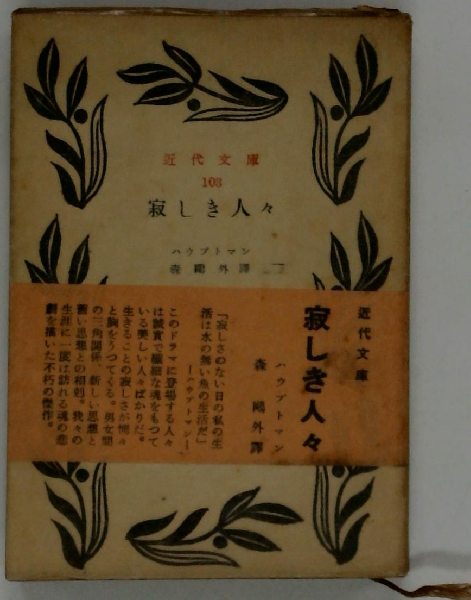 近代文庫
103
寂しき人々
ハウプトマン
森鷗外譯
近代文庫
寂しき人々
ハウプトマン
森鷗外譯
「寂しさのない日の私の生
活は水の無い魚の生活だ」
―ハウプトマン―
このドラマに登場する人々
は誠實で繊細な魂をもつて
いる美しい人々ばかりだ。
生きることの寂しさが惻々
と胸をうつてくる。男女間
の三角関係、新しい思想と
舊い思想との相剋。我々の
生涯に一度は訪れる魂の悲
劇を描いた不朽の傑作。